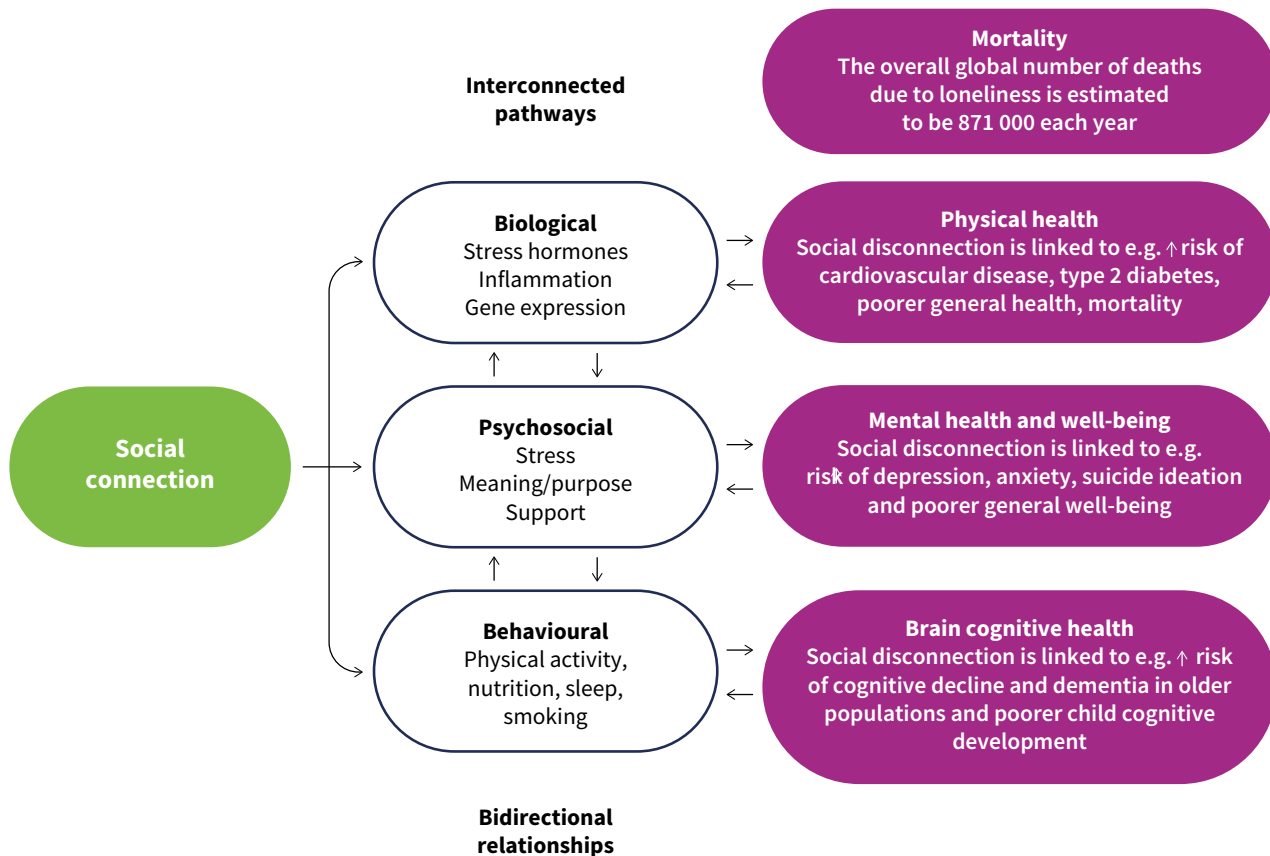 Interconnected
pathways
Mortality
The overall global number of deaths
due to loneliness is estimated
to be 871 000 each year
Biological
Stress hormones
Inflammation
Gene expression
Physical health
Social disconnection is linked to e.g. ↑ risk of
cardiovascular disease, type 2 diabetes,
poorer general health, mortality
Social
connection
Psychosocial
Stress
Meaning/purpose
Support
Mental health and well-being
Social disconnection is linked to e.g.
risk of depression, anxiety, suicide ideation
and poorer general well-being
Behavioural
Physical activity,
nutrition, sleep,
smoking
Brain cognitive health
Social disconnection is linked to e.g. ↑ risk
of cognitive decline and dementia in older
populations and poorer child cognitive
development
Bidirectional
relationships